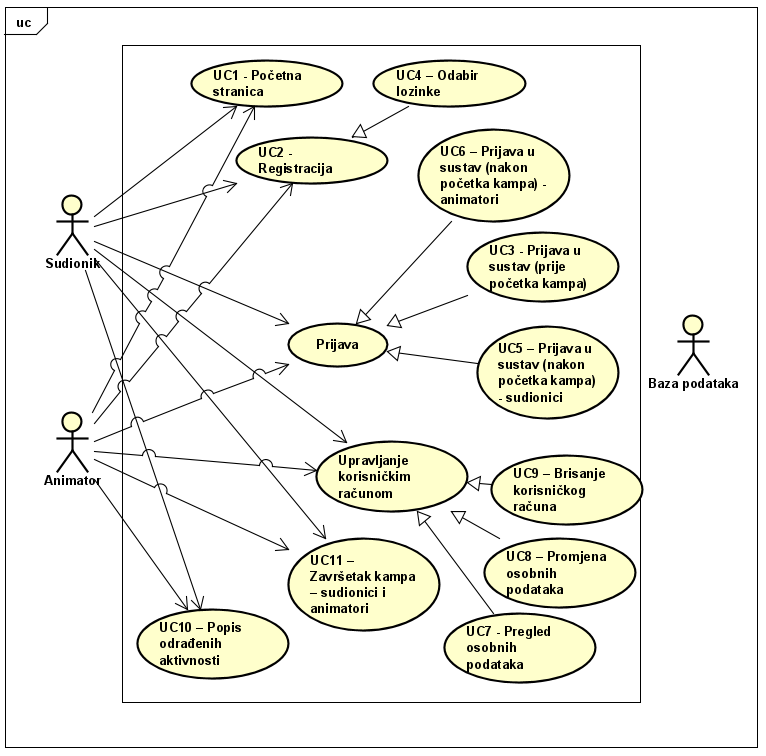 uc
UC1 - Početna
stranica
UC4 – Odabir
lozinke
UC2 -
Registracija
UC6 – Prijava u
sustav (nakon
početka kampa) -
animatori
Sudionik
UC3 - Prijava u
sustav (prije
početka kampa)
Prijava
UC5 – Prijava u
sustav (nakon
početka kampa)
- sudionici
Baza podataka
Animator
Upravljanje
korisničkim
računom
UC9 – Brisanje
korisničkog
računa
UC11 –
Završetak kampa
– sudionici i
animatori
UC8 – Promjena
osobnih
podataka
UC10 – Popis
odrađenih
aktivnosti
UC7 - Pregled
osobnih
podataka